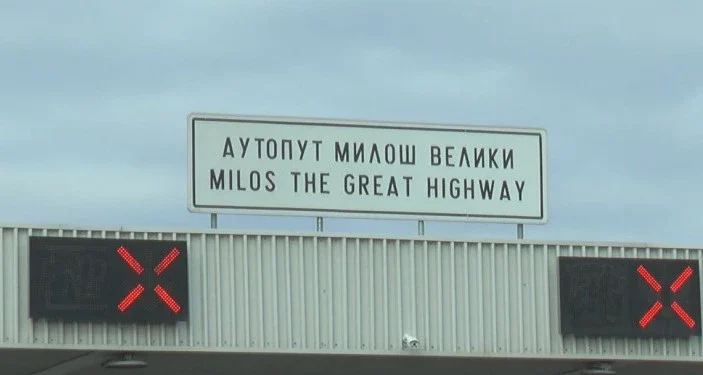 АУТОПУТ МИЛОШ ВЕЛИКИ
MILOS THE GREAT HIGHWAY